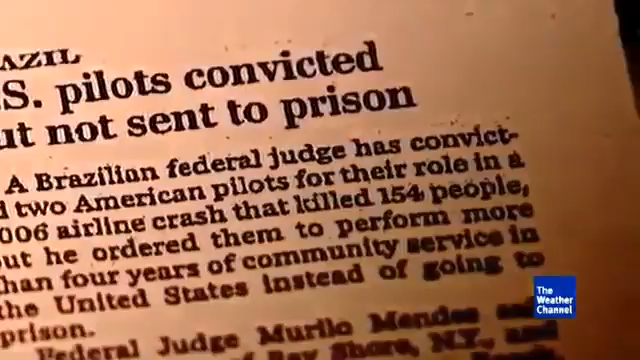 AZIL
.S. pilots convicted
ut not sent to prison
A Brazilian federal judge has convict-
d two American pilots for their role in a
006 airline crash that killed 154 people,
out he ordered them to perform more
han four years of community service in
the United States instead of going to
prison.
Federal Judge Murilo Mendes
of Bay Shore, N.Y., and
The
Weather
Channel